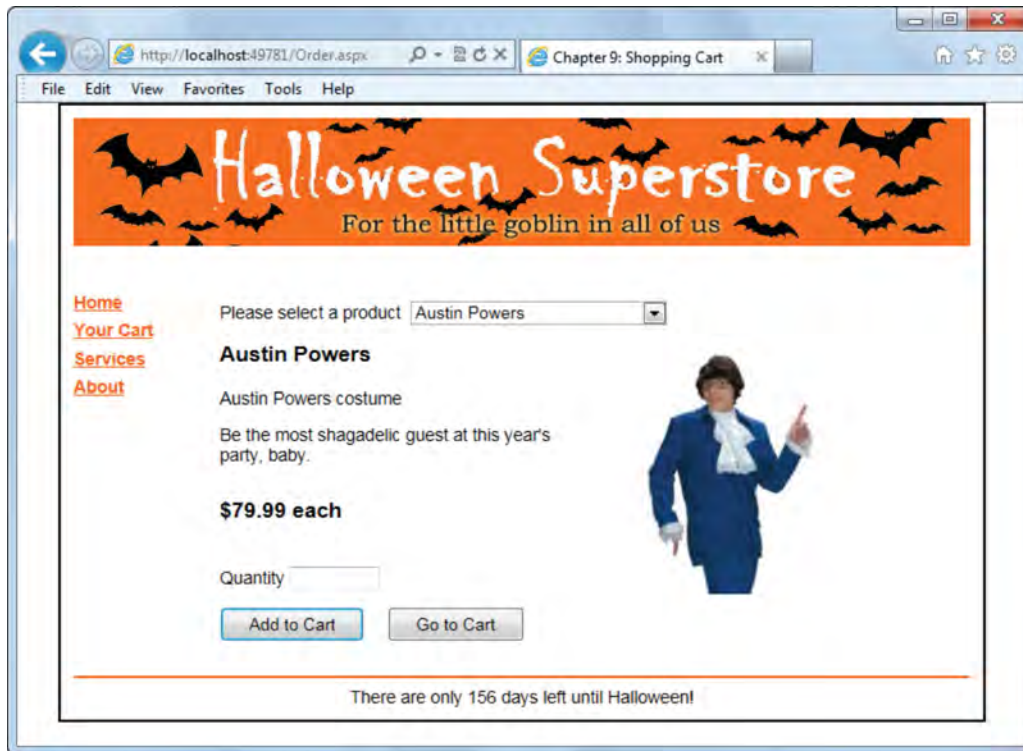 http://localhost:49781/Order.aspx
Chapter 9: Shopping Cart
File Edit View Favorites Tools Help
Halloween Superstore
For the little goblin in all of us
Home
Your Cart
Services
About
Please select a product Austin Powers
Austin Powers
Austin Powers costume
Be the most shagadelic guest at this year's
party, baby.
$79.99 each
Quantity
Add to Cart Go to Cart
There are only 156 days left until Halloween!